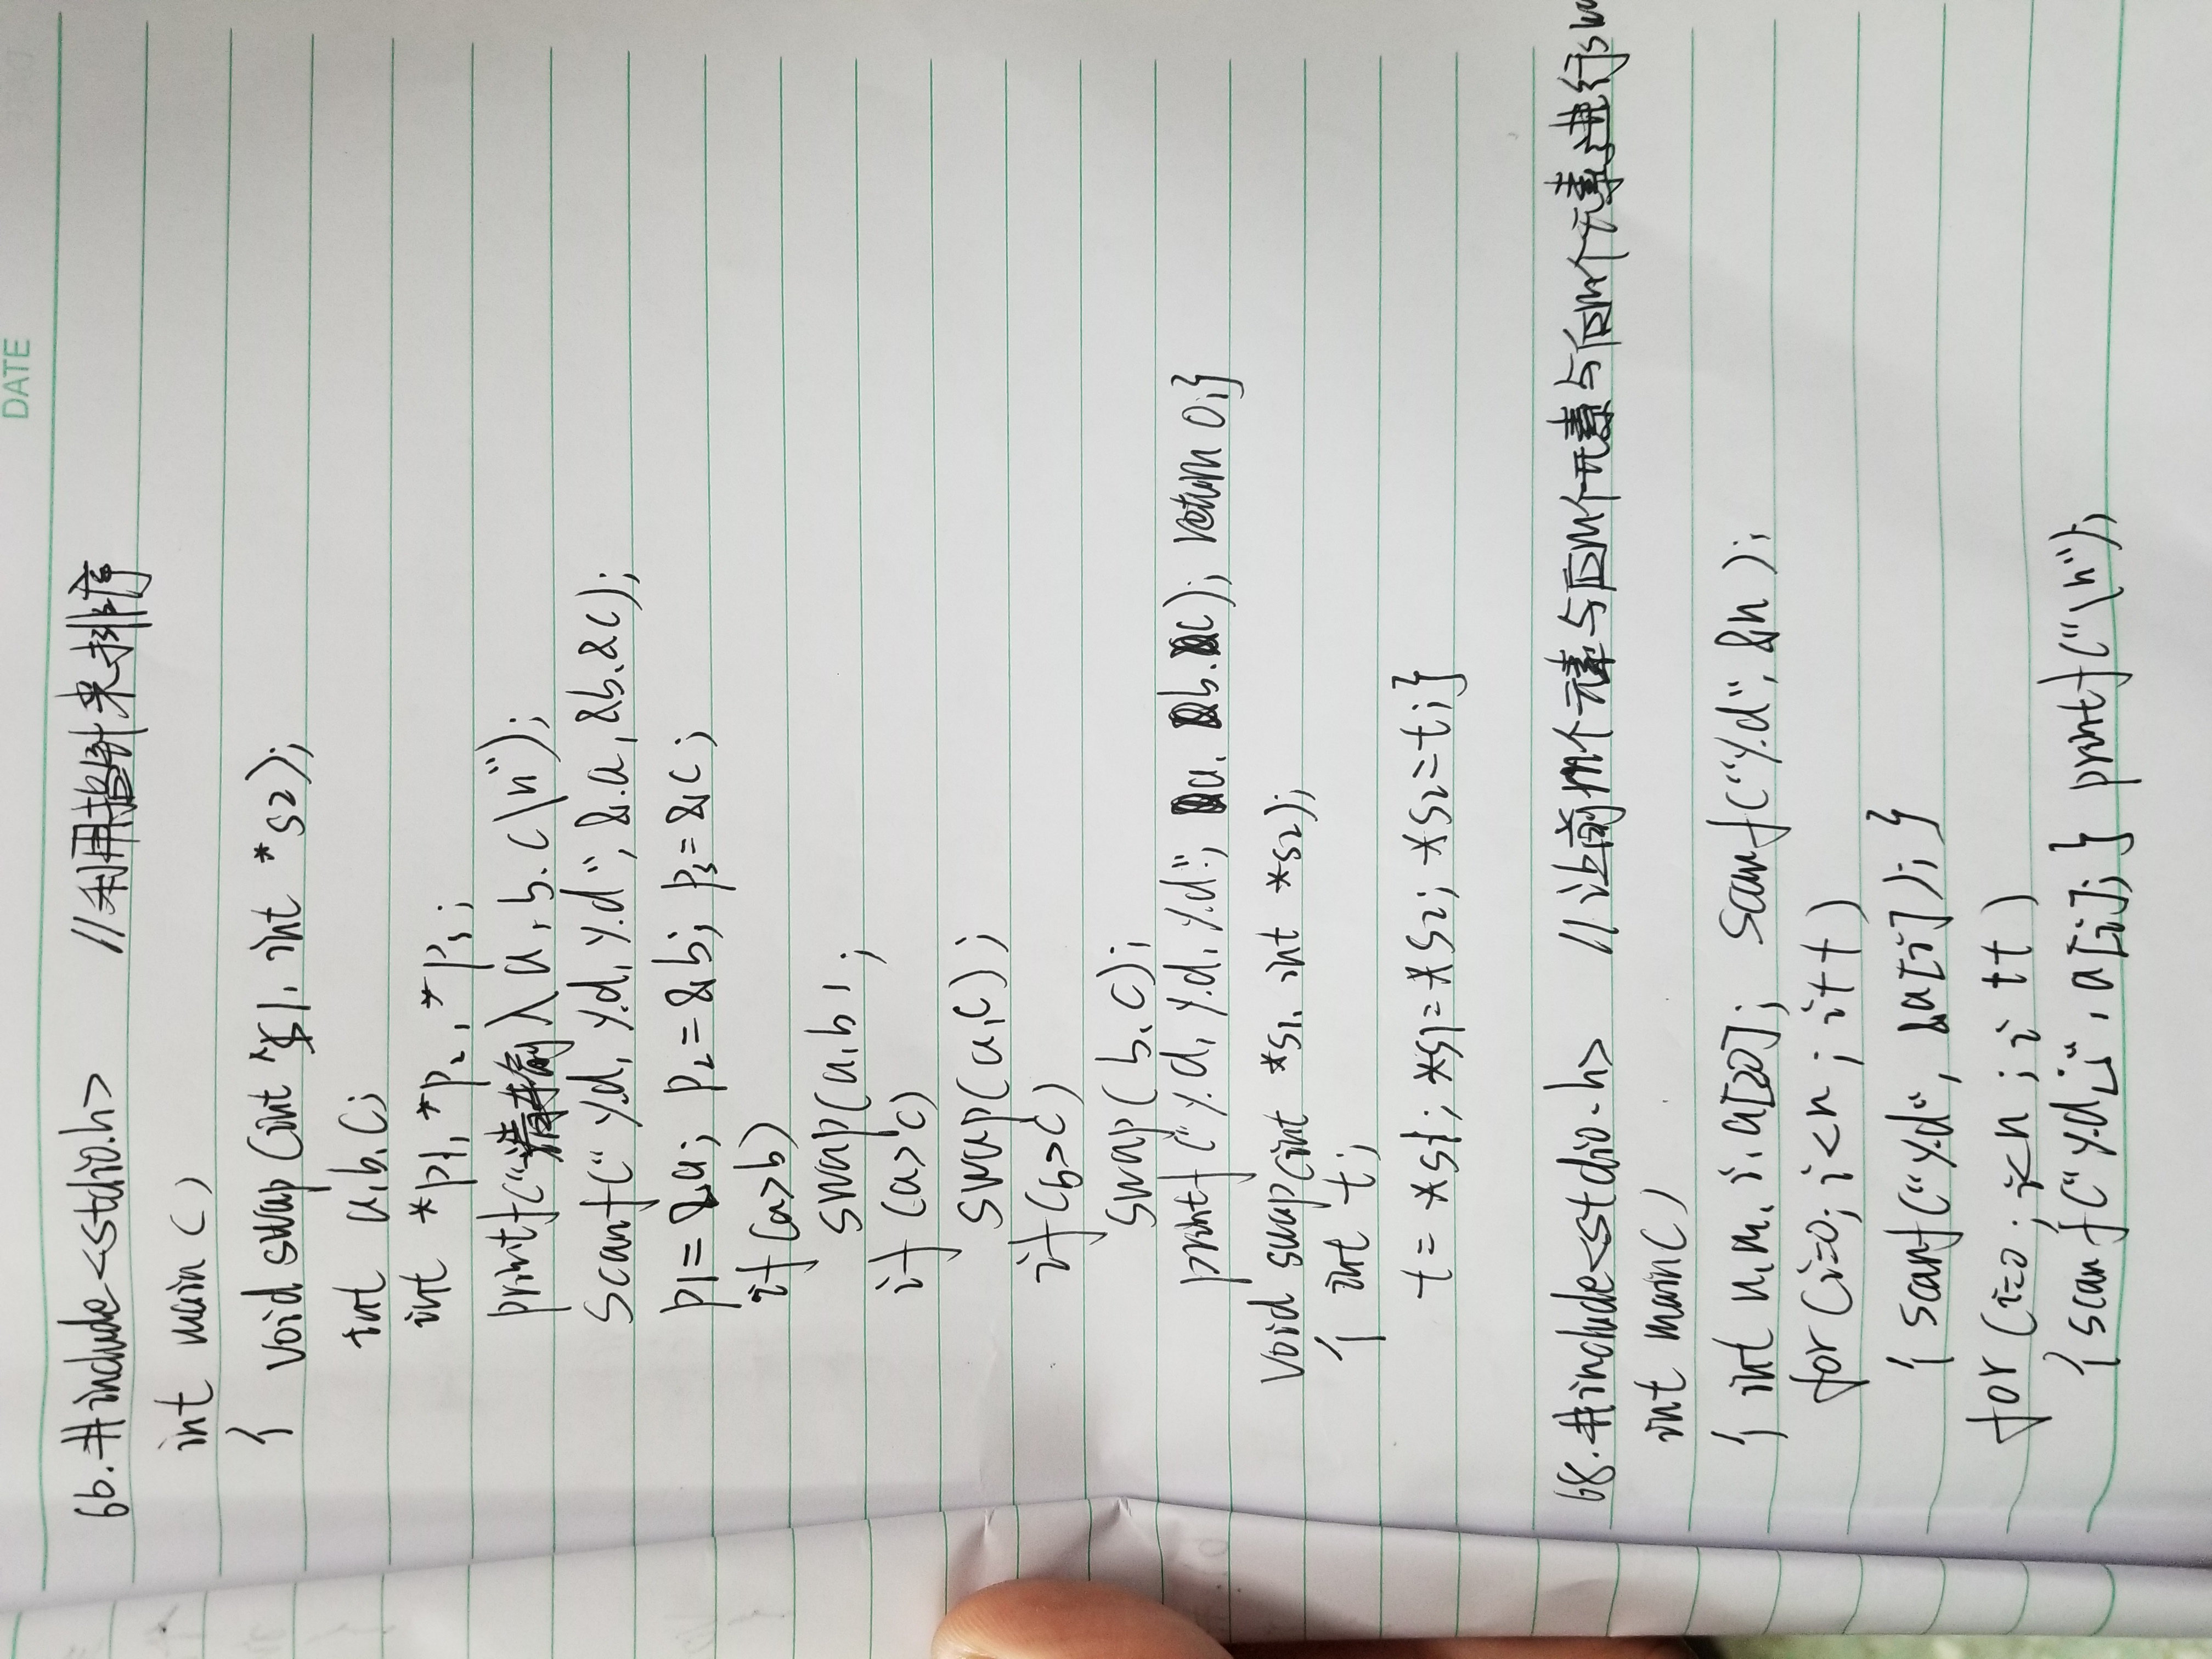 DATE
66. #include<stdio.h> //利用指针来排序
int main ()
{ void swap (int *s1, int *s2);
int a,b,c;
int *p1, *p2, *p3;
printf("请输入a,b,c\n");
scanf("%d,%d,%d",&a,&b,&c);
p1=&a; p2=&b; p3=&c;
if(a>b)
swap(a,b);
if (a>c)
swap(a,c);
if(b>c)
swap(b,c);
printf("%d,%d,%d", a, b, c); return 0;}
void swap(int *s1, int *s2);
{ int t;
t= *s1; *s1=*s2; *s2=t;}
68. #include<stdio.h> //让前m个元素与后m个元素与后m个元素进行sw
int main()
{ int n,m,i,a[20]; scanf("%d",&n);
for(i=0;i<n;i++)
{ scanf("%d", &a[i]); }
for(i=0;i<n;i++)
{scanf("%d␣",a[i]; } printf("\n");